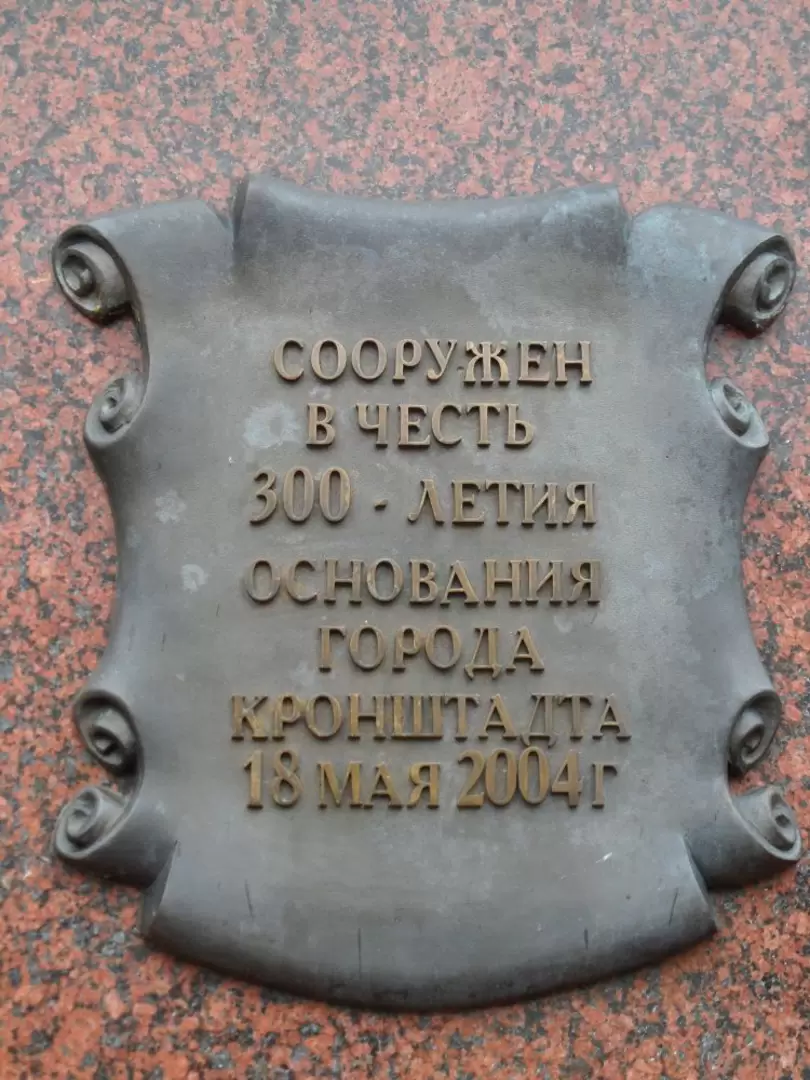 СООРУЖЕН
В ЧЕСТЬ
300 - ЛЕТИЯ
ОСНОВАНИЯ
ГОРОДА
КРОНШТАДТА
18 МАЯ 2004 Г